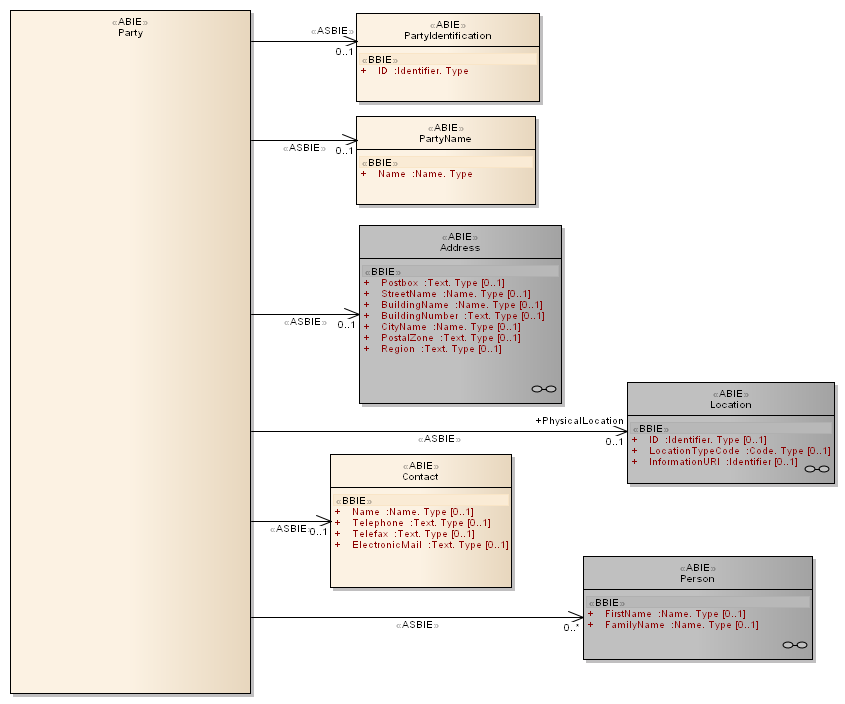 «ABIE»
Party
«ASBIE»
0..1
«ABIE»
PartyIdentification
«BBIE»
+ ID :Identifier. Type
«ASBIE»
0..1
«ABIE»
PartyName
«BBIE»
+ Name :Name. Type
«ASBIE»
0..1
«ABIE»
Address
«BBIE»
+ Postbox :Text. Type [0..1]
+ StreetName :Name. Type [0..1]
+ BuildingName :Name. Type [0..1]
+ BuildingNumber :Text. Type [0..1]
+ CityName :Name. Type [0..1]
+ PostalZone :Text. Type [0..1]
+ Region :Text. Type [0..1]
+PhysicalLocation
«ASBIE»
0..1
«ABIE»
Location
«BBIE»
+ ID :Identifier. Type [0..1]
+ LocationTypeCode :Code. Type [0..1]
+ InformationURI :Identifier [0..1]
«ASBIE»
0..1
«ABIE»
Contact
«BBIE»
+ Name :Name. Type [0..1]
+ Telephone :Text. Type [0..1]
+ Telefax :Text. Type [0..1]
+ ElectronicMail :Text. Type [0..1]
«ASBIE»
0..*
«ABIE»
Person
«BBIE»
+ FirstName :Name. Type [0..1]
+ FamilyName :Name. Type [0..1]